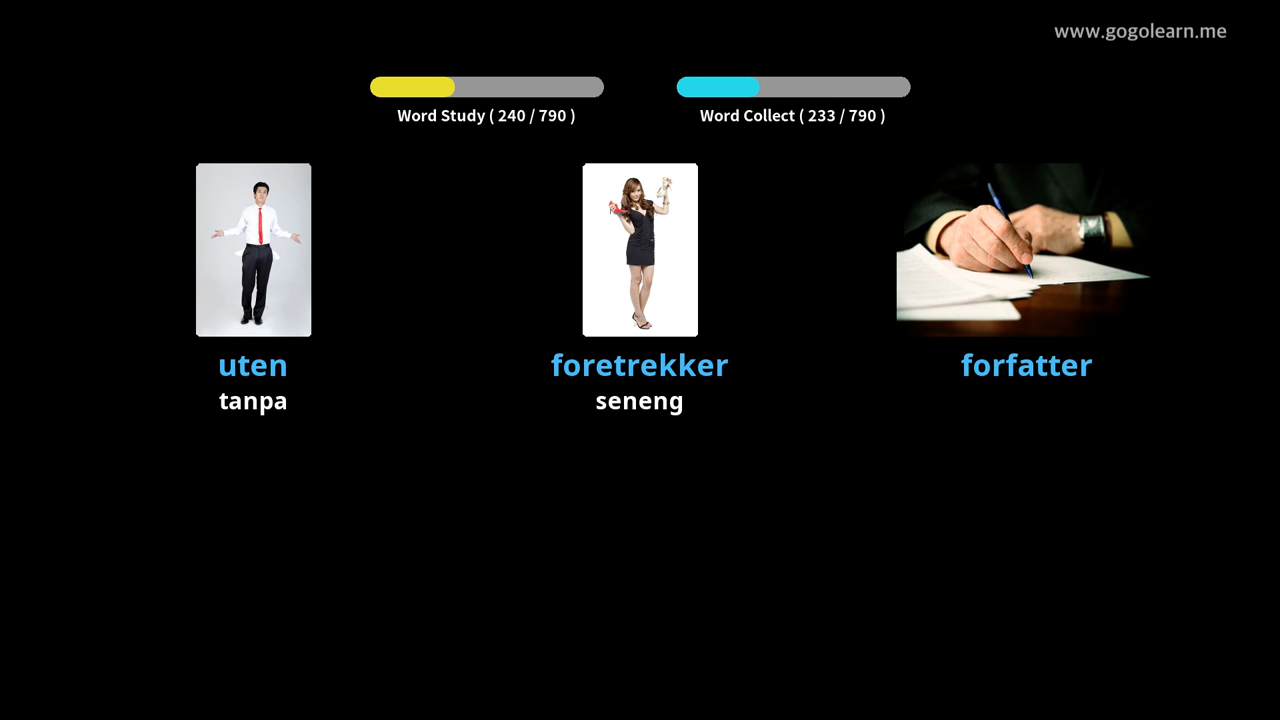 www.gogolearn.me
Word Study ( 240 / 790 )
Word Collect ( 233 / 790 )
uten
tanpa
foretrekker
seneng
forfatter